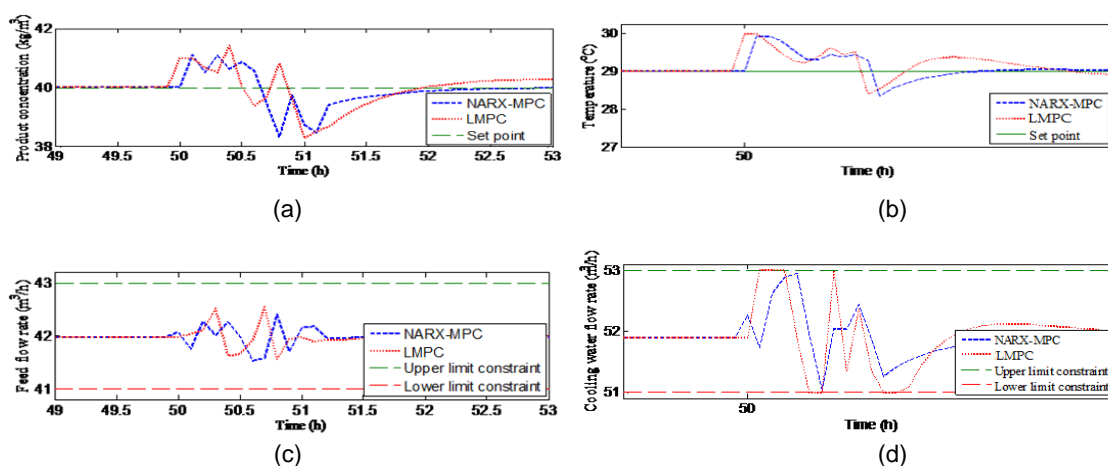 Product concentration (kg/m³)
42
40
38
49
49.5
50
50.5
51
51.5
52
52.5
53
Time (h)
NARX-MPC
LMPC
Set point
(a)
Temperature (°C)
30
29
28
27
50
Time (h)
NARX-MPC
LMPC
Set point
(b)
Feed flow rate (m³/h)
43
42
41
49
49.5
50
50.5
51
51.5
52
52.5
53
Time (h)
NARX-MPC
LMPC
Upper limit constraint
Lower limit constraint
(c)
Cooling water flow rate (m³/h)
53
52
51
50
Time (h)
NARX-MPC
LMPC
Upper limit constraint
Lower limit constraint
(d)